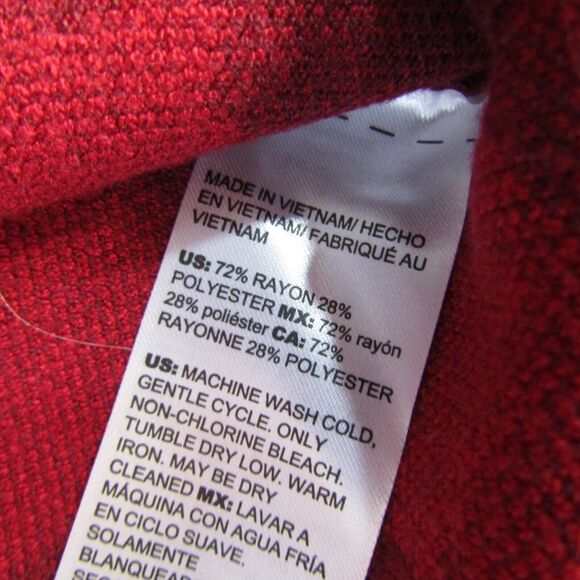 MADE IN VIETNAM/ HECHO
EN VIETNAM/ FABRIQUÉ AU
VIETNAM
US: 72% RAYON 28%
POLYESTER MX: 72% rayón
28% poliéster CA: 72%
RAYONNE 28% POLYESTER
US: MACHINE WASH COLD,
GENTLE CYCLE. ONLY
NON-CHLORINE BLEACH.
TUMBLE DRY LOW. WARM
IRON. MAY BE DRY
CLEANED MX: LAVAR A
MÁQUINA CON AGUA FRÍA
EN CICLO SUAVE.
SOLAMENTE